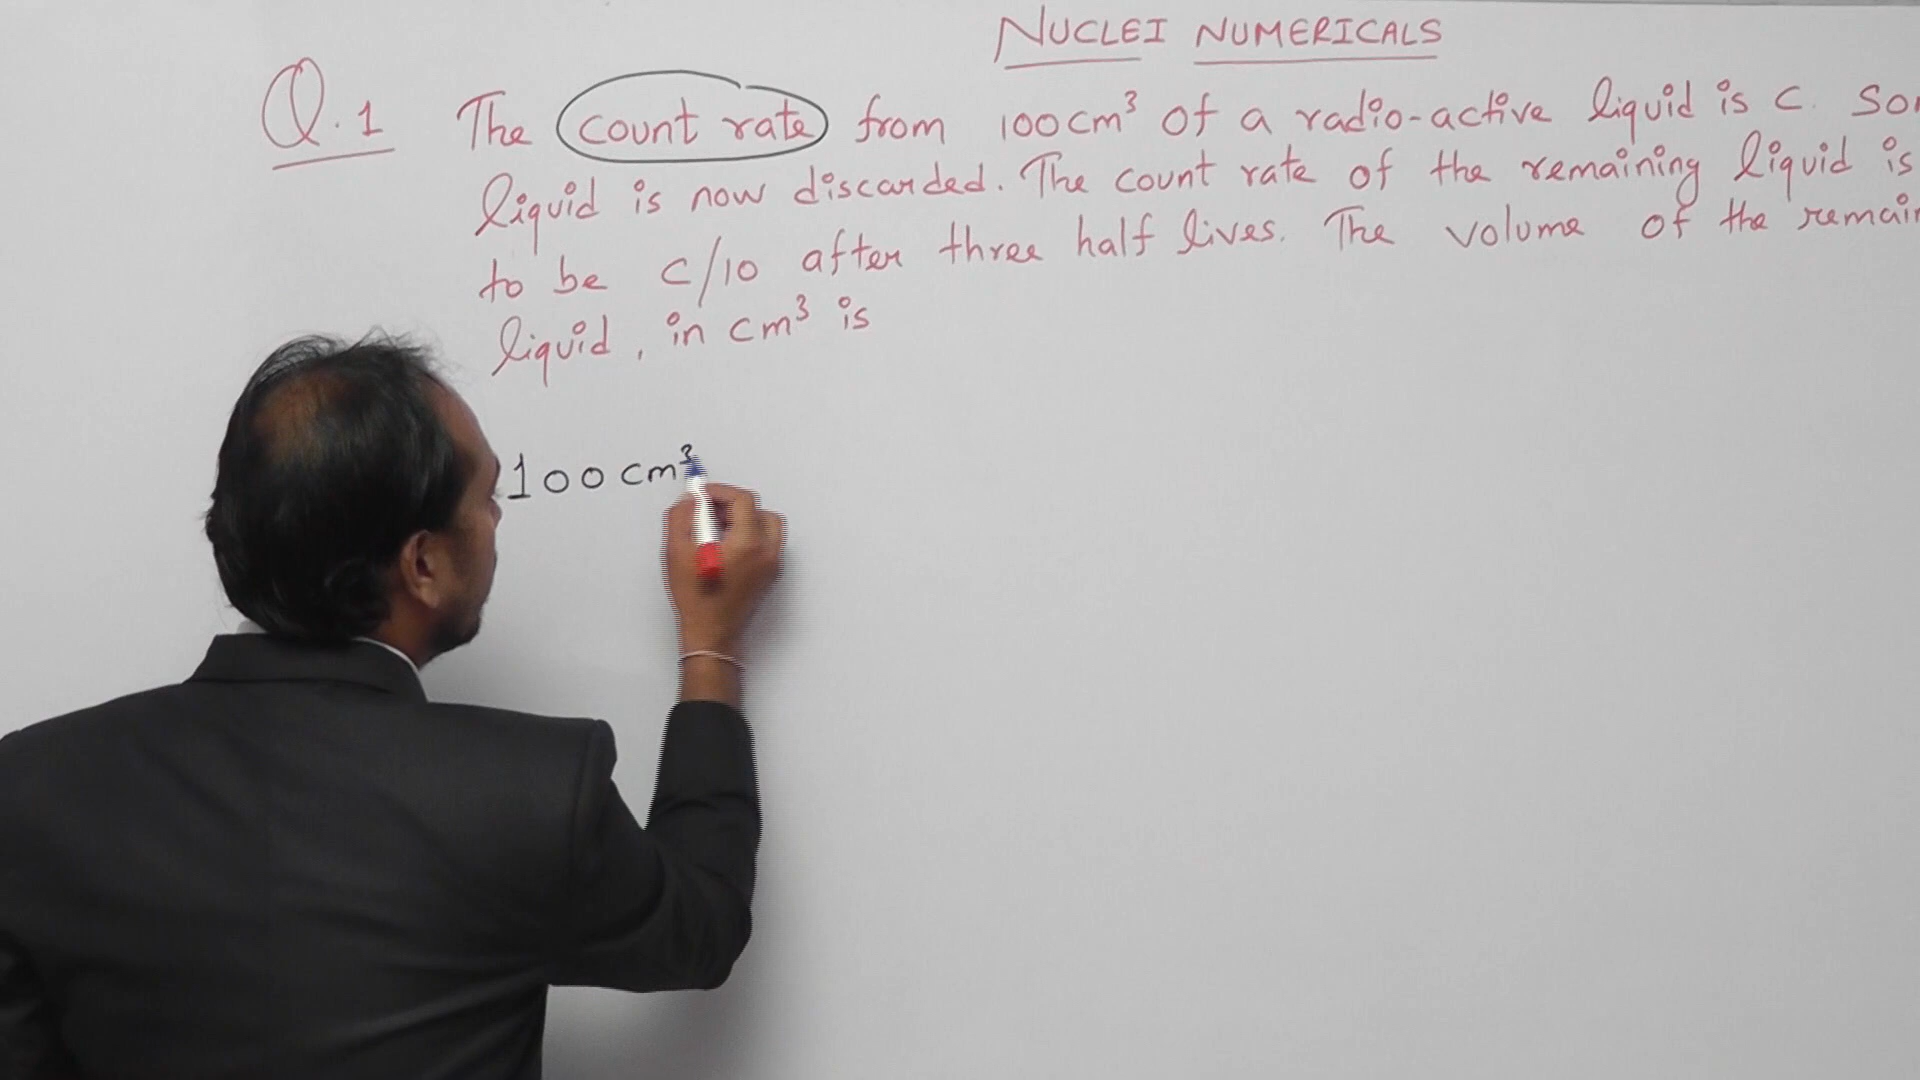 NUCLEI NUMERICALS
Q.1 The count rate from 100cm³ of a radio-active liquid is c.
liquid is now discarded. The count rate of the remaining liquid is
to be c/10 after three half lives. The volume of the
liquid, in cm³ is
100 cm³